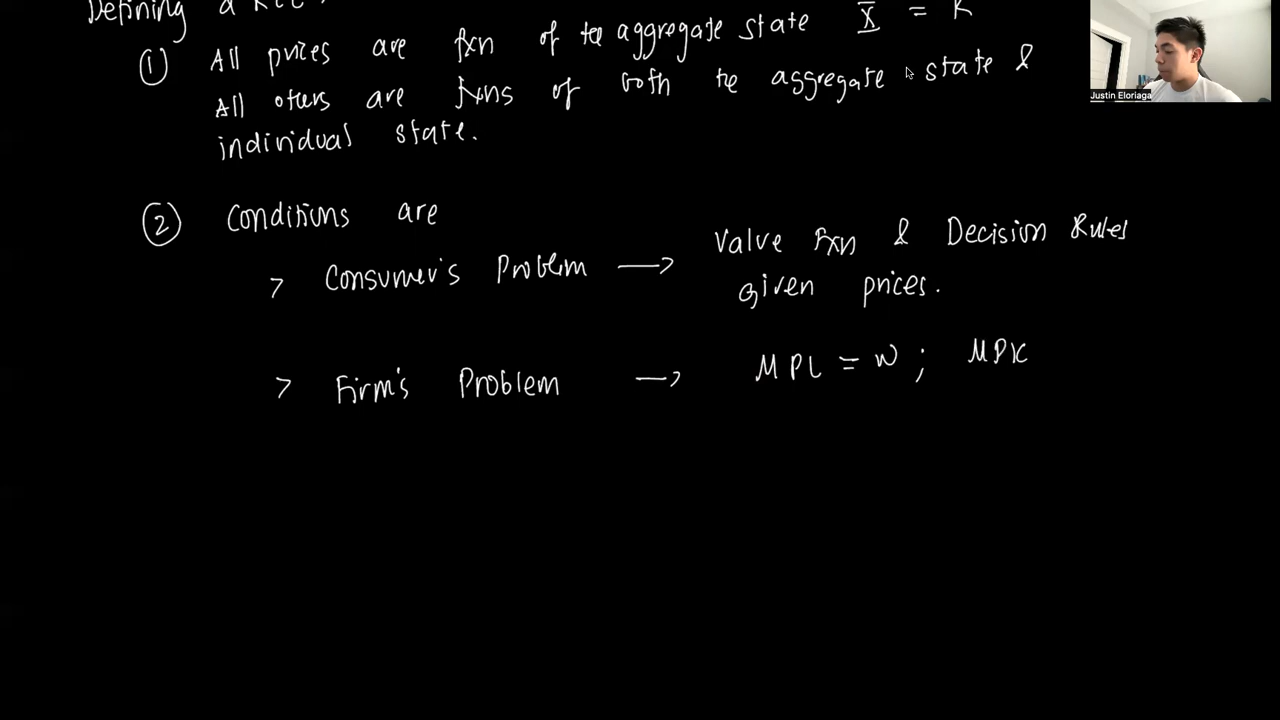 Defining a RCE
① All prices are fxn of the aggregate state X = K
All others are fxns of both the aggregate state &
individual state.
② Conditions are
> Consumer's Problem → Value Fxn & Decision Rules
given prices.
> Firm's Problem → MPL = W ; MPK
Justin Eloriaga